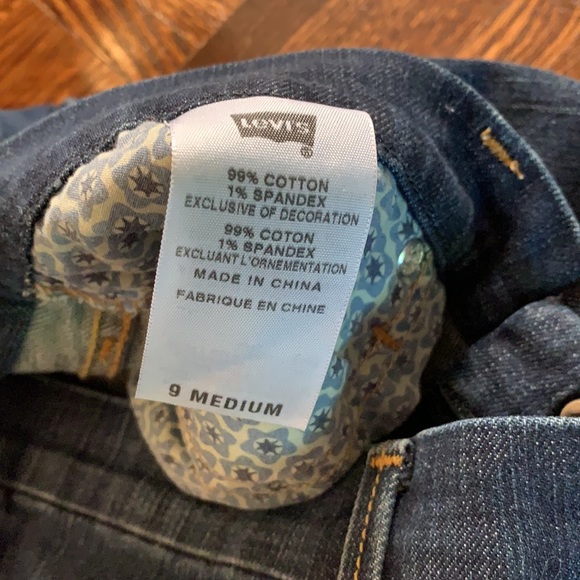 LEVI'S
®
99% COTTON
1% SPANDEX
EXCLUSIVE OF DECORATION
99% COTON
1% SPANDEX
EXCLUANT L'ORNEMENTATION
MADE IN CHINA
FABRIQUE EN CHINE
9 MEDIUM